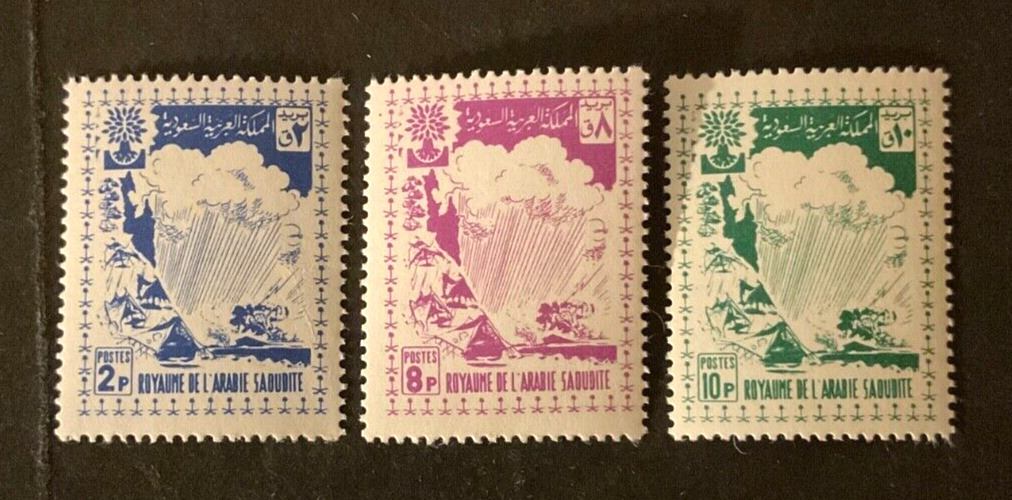 المملكة العربية السعودية
بريد
٢ ق
POSTES
2P
ROYAUME DE L'ARABIE SAOUDITE
المملكة العربية السعودية
بريد
٨ ق
POSTES
8P
ROYAUME DE L'ARABIE SAOUDITE
المملكة العربية السعودية
بريد
١٠ ق
POSTES
10P
ROYAUME DE L'ARABIE SAOUDITE